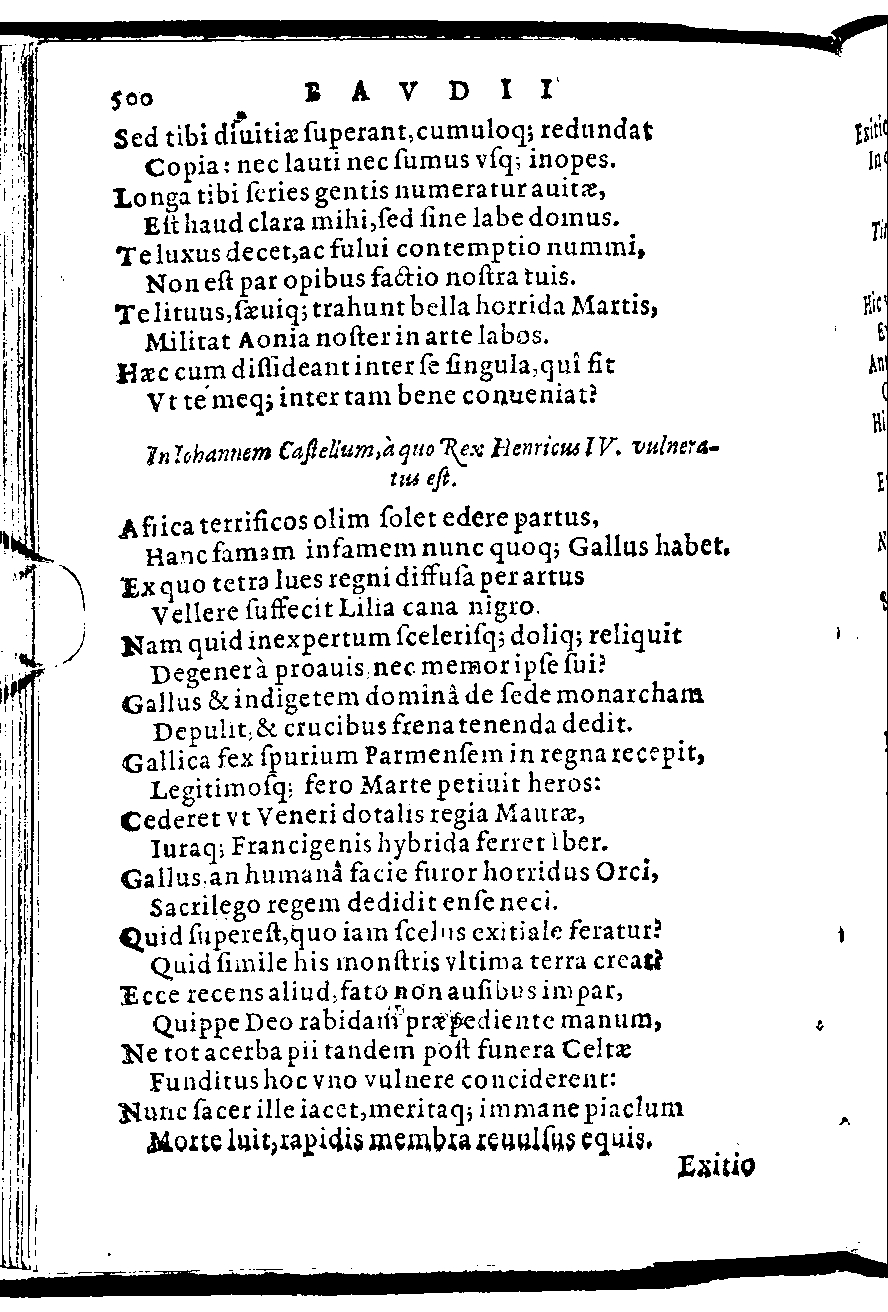 500 BAVDII
Sed tibi diuitiæ ſuperant, cumuloq; redundat
Copia: nec lauti nec ſumus vſq; inopes.
Longa tibi ſeries gentis numeratur auitæ,
Eſt haud clara mihi, ſed ſine labe domus.
Te luxus decet, ac fului contemptio nummi,
Non eſt par opibus factio noſtra tuis.
Te lituus, ſæuiq; trahunt bella horrida Martis,
Militat Aonia noſter in arte labos.
Hæc cum diſſideant inter ſe ſingula, quî fit
Vt te meq; inter tam bene conueniat?
In Iohannem Caſtellum, à quo Rex Henricus IV. vulnera-
tus eſt.
Africa terrificos olim ſolet edere partus,
Hanc famam infamem nunc quoq; Gallus habet.
Ex quo tetra lues regni diffuſa per artus
Vellere ſuffecit Lilia cana nigro.
Nam quid inexpertum ſceleriſq; doliq; reliquit
Degener à proauis, nec memor ipſe ſui?
Gallus & indigetem dominâ de ſede monarcham
Depulit, & crucibus frena tenenda dedit.
Gallica fex ſpurium Parmenſem in regna recepit,
Legitimoſq; fero Marte petiuit heros:
Cederet vt Veneri dotalis regia Mauræ,
Iuraq; Francigenis hybrida ferret Iber.
Gallus, an humanâ facie furor horridus Orci,
Sacrilego regem dedidit enſe neci.
Quid ſupereſt, quo iam ſcelus exitiale feratur?
Quid ſimile his monſtris vltima terra creat?
Ecce recens aliud, fato non auſibus impar,
Quippe Deo rabidam præpediente manum,
Ne tot acerba pii tandem poſt funera Celtæ
Funditus hoc vno vulnere conciderent:
Nunc ſacer ille iacet, meritaq; immane piaclum
Morte luit, rapidis membra reuulſus equis.
Exitio